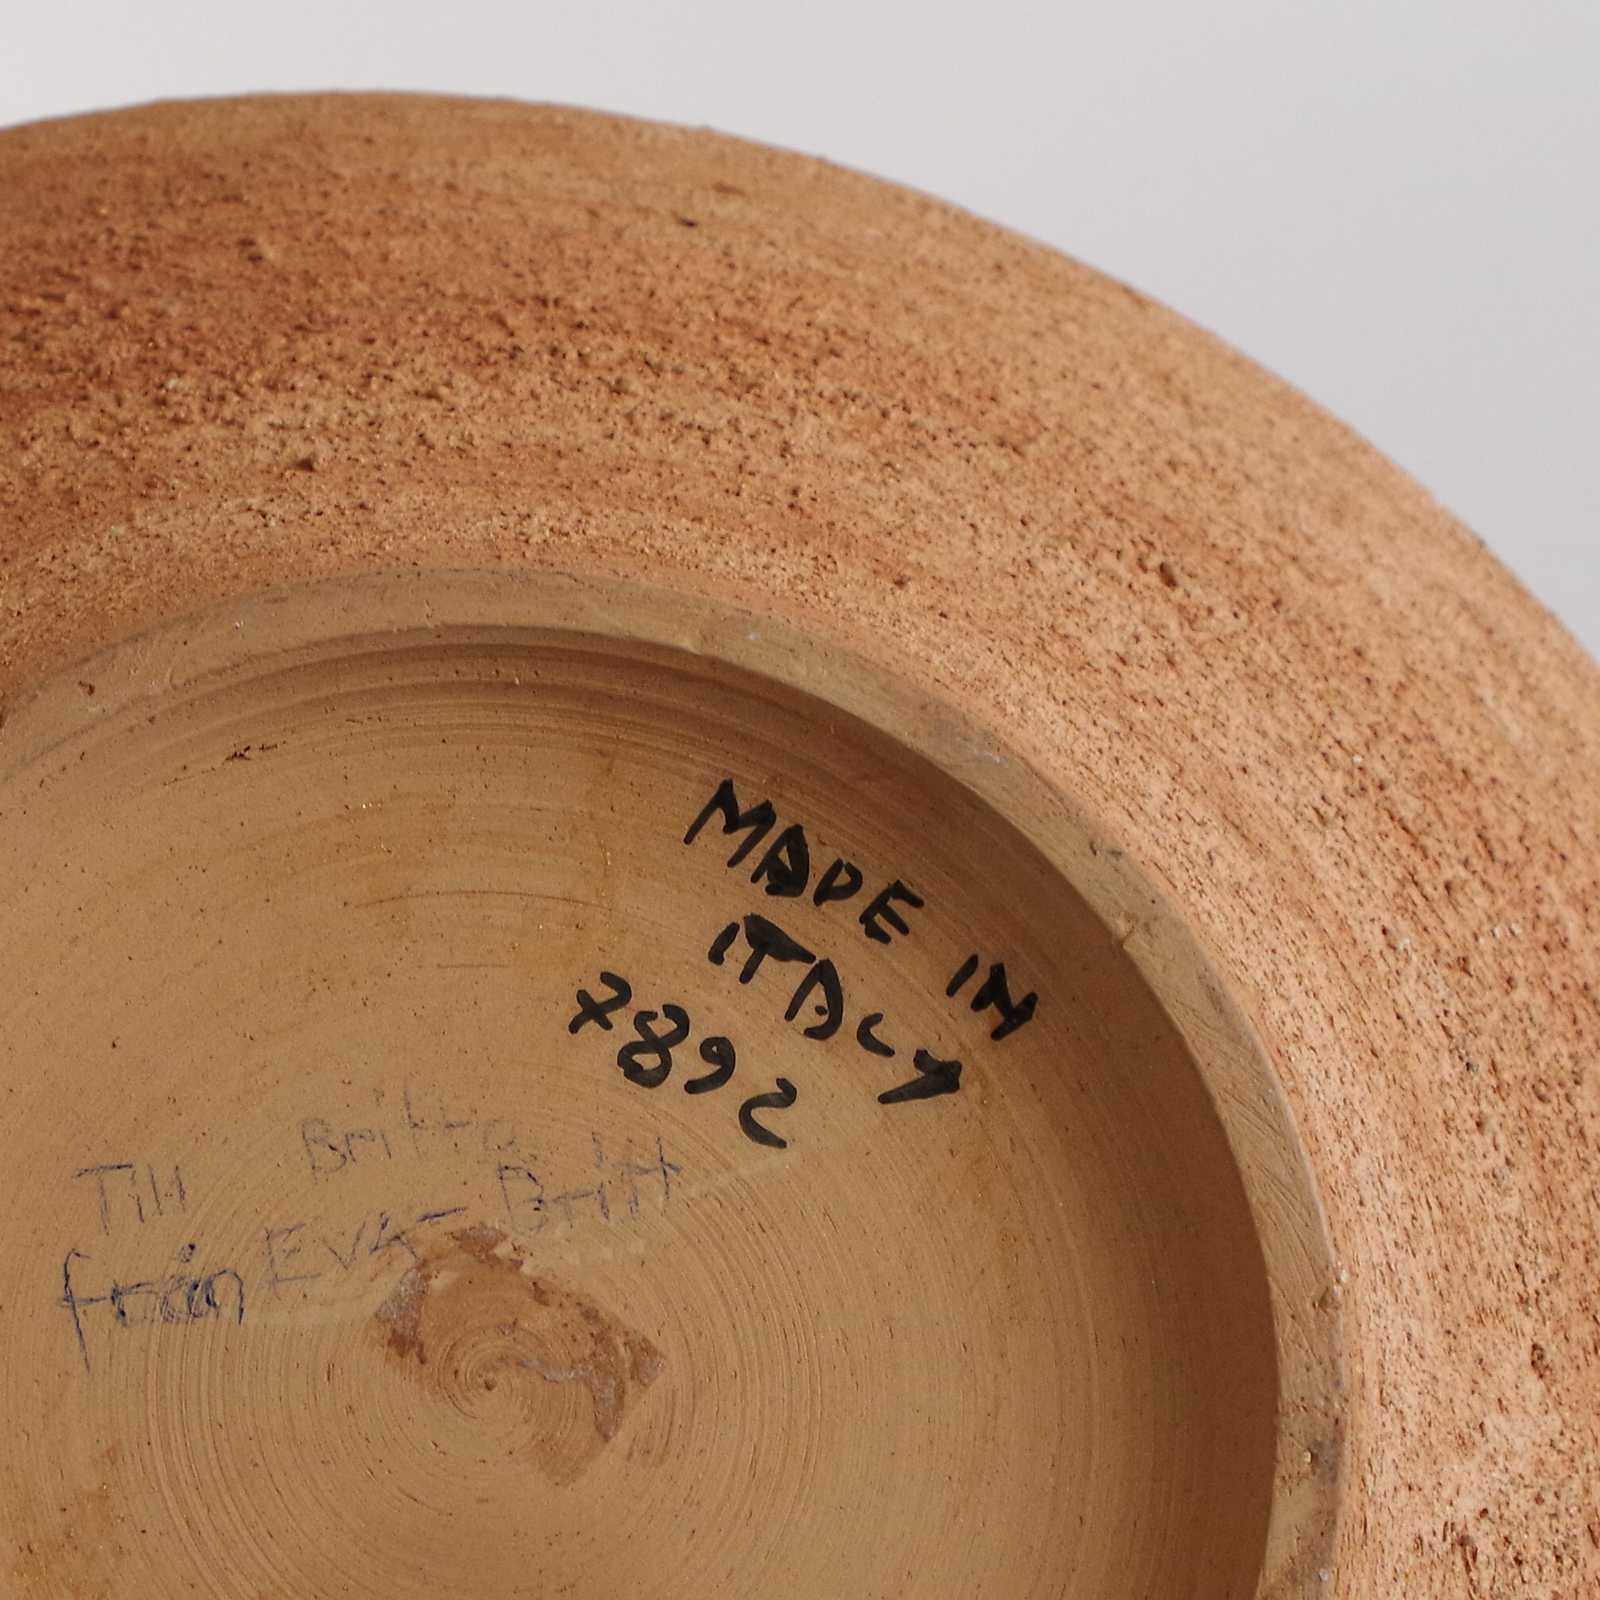 MADE IN
ITALY
7892
Till Britta
från EVA-Britt